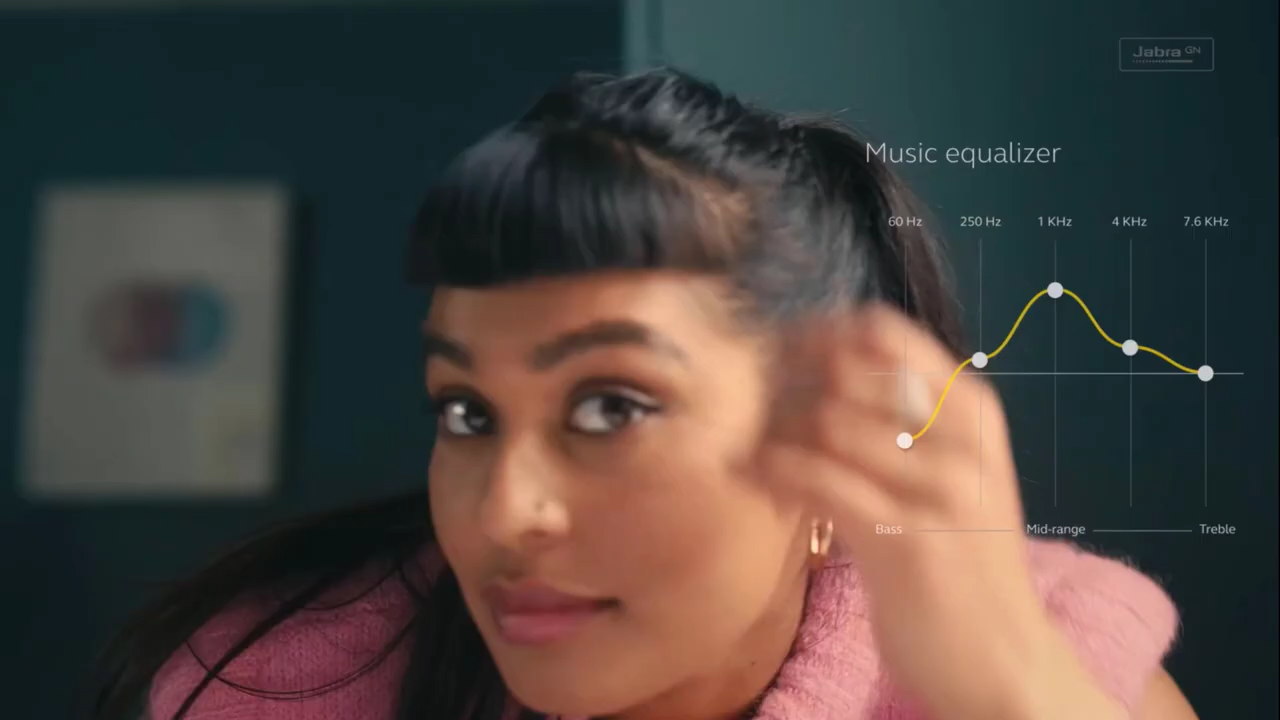 Jabra GN
Music equalizer
60 Hz 250 Hz 1 KHz 4 KHz 7.6 KHz
Bass Mid-range Treble